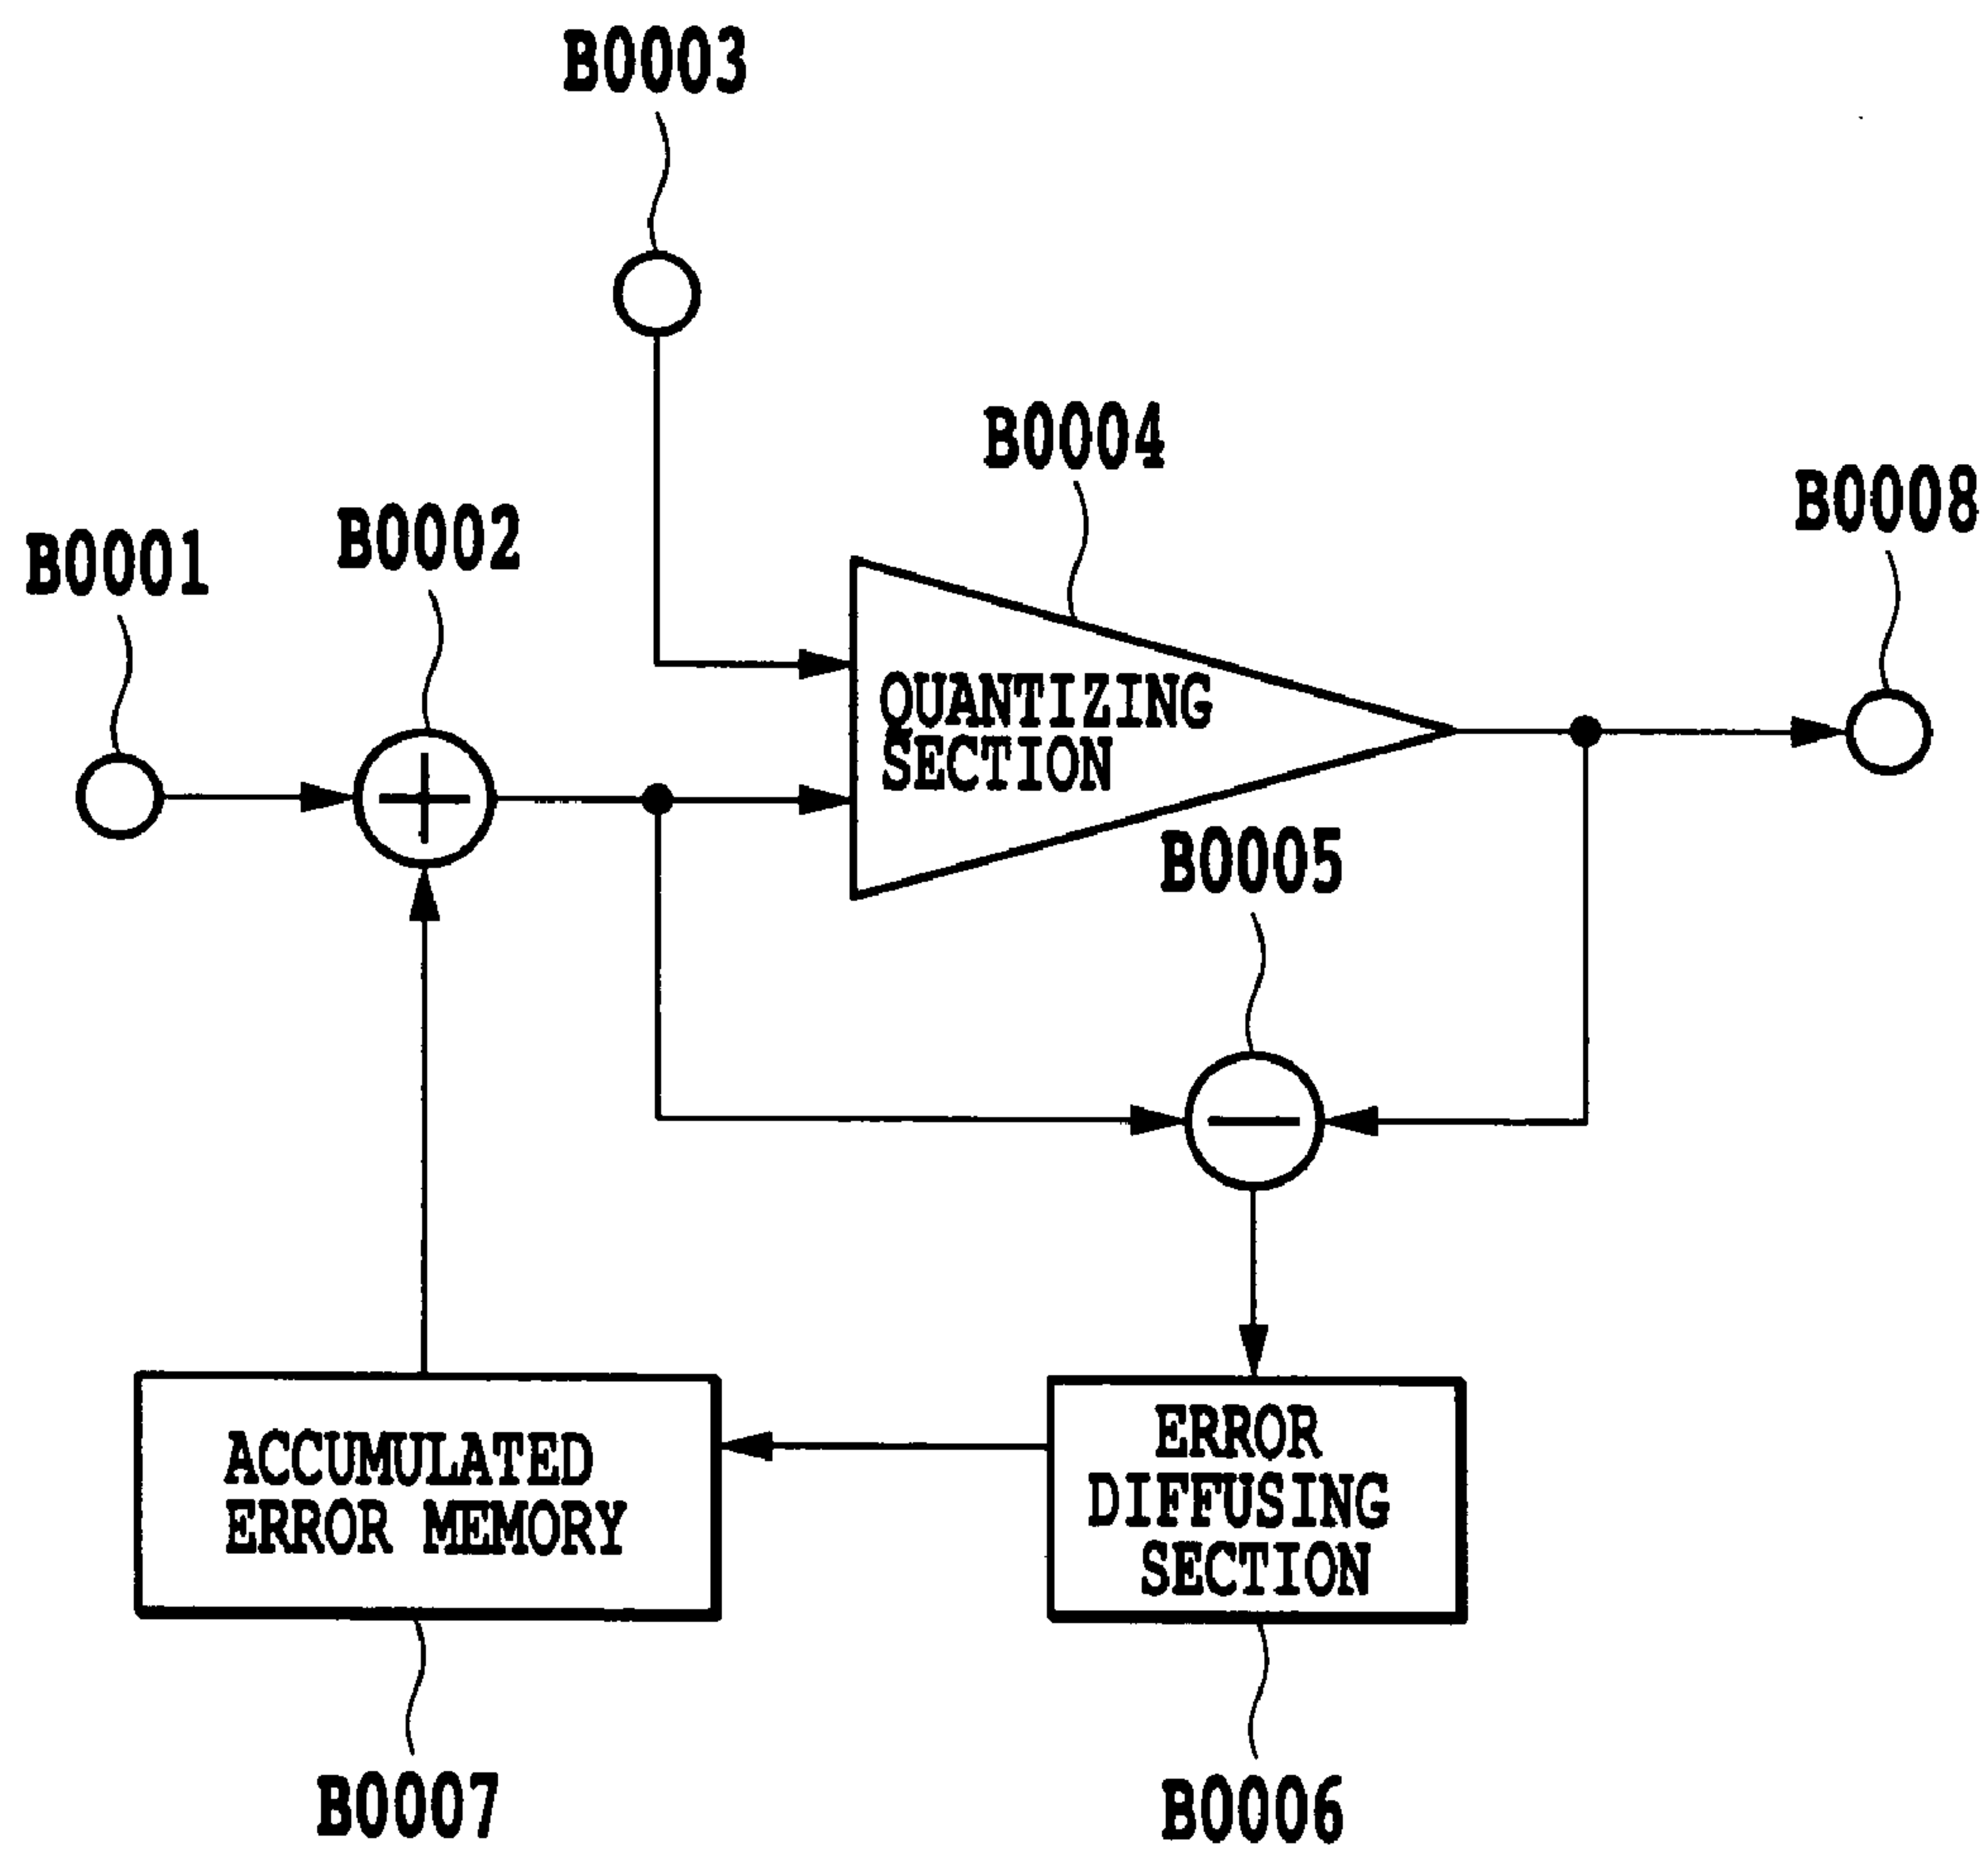 B0003
B0004
B0008
B0002
B0001
QUANTIZING
SECTION
B0005
ACCUMULATED
ERROR MEMORY
ERROR
DIFFUSING
SECTION
B0007
B0006